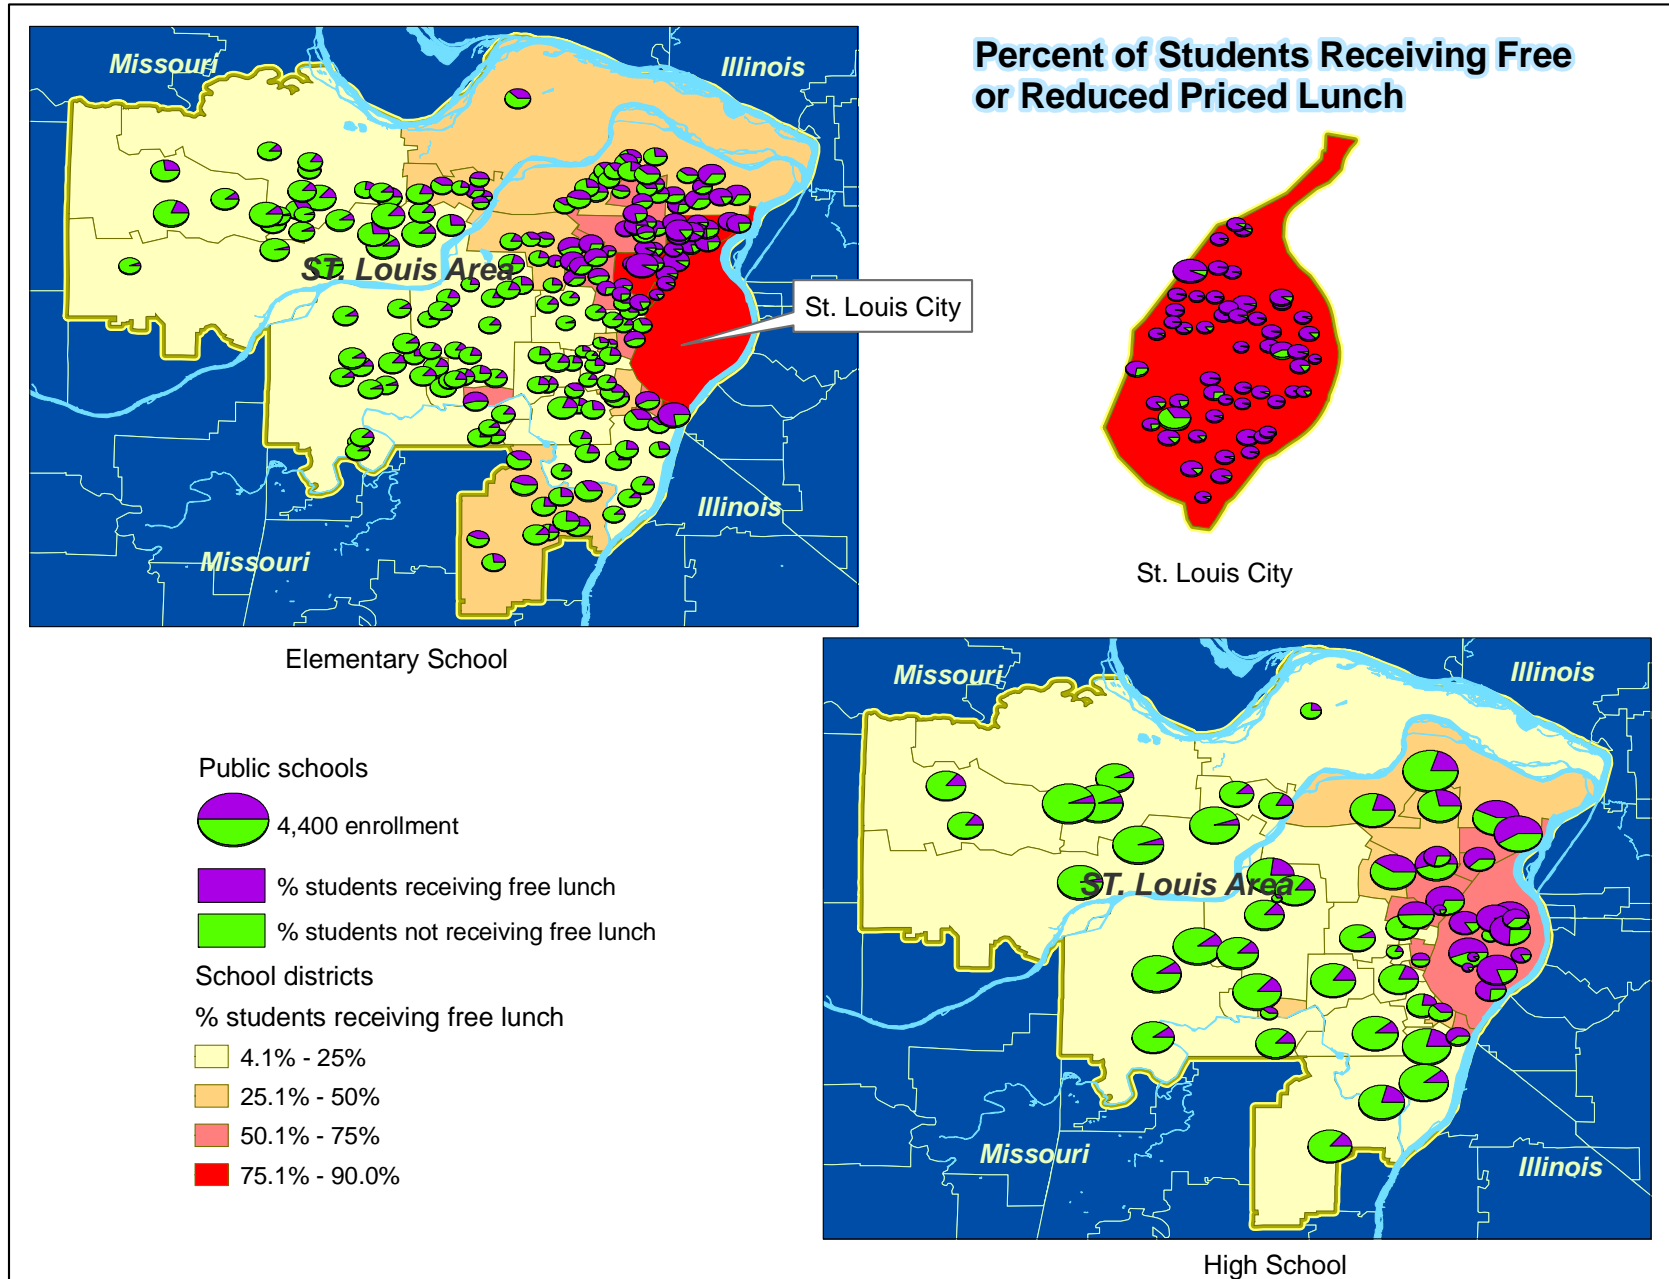 Percent of Students Receiving Free
or Reduced Priced Lunch
Missouri
Illinois
ST. Louis Area
St. Louis City
Illinois
Missouri
Elementary School
St. Louis City
Public schools
4,400 enrollment
% students receiving free lunch
% students not receiving free lunch
School districts
% students receiving free lunch
4.1% - 25%
25.1% - 50%
50.1% - 75%
75.1% - 90.0%
Missouri
Illinois
ST. Louis Area
Missouri
Illinois
High School